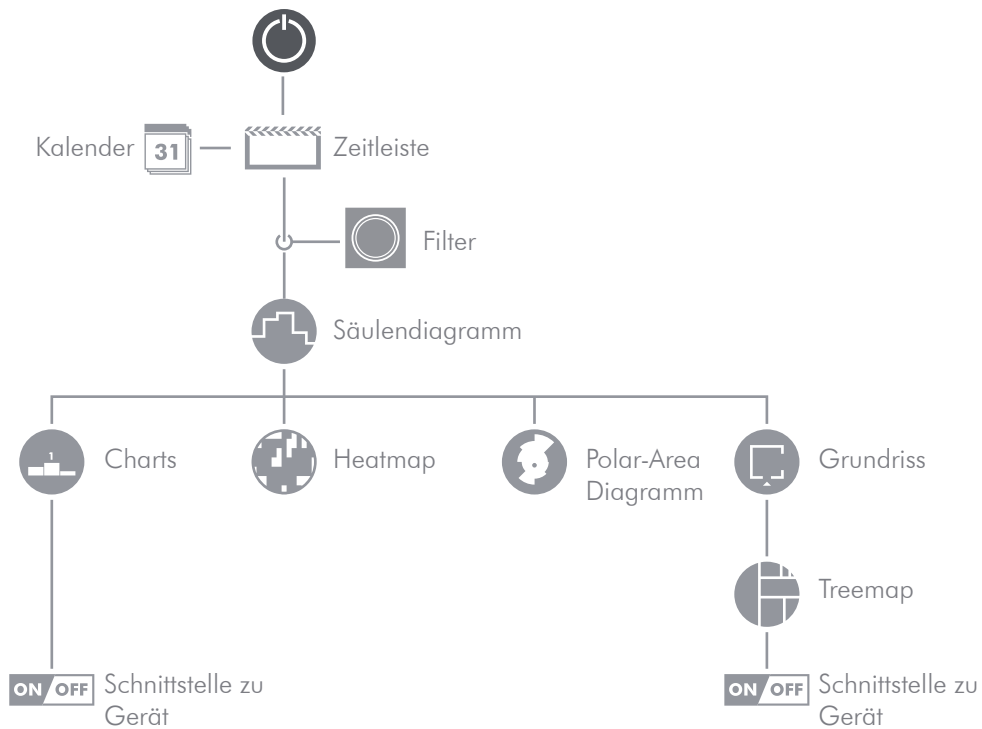 Kalender
31
Zeitleiste
Filter
Säulendiagramm
1
Charts
Heatmap
Polar-Area
Diagramm
Grundriss
Treemap
ON/OFF
Schnittstelle zu
Gerät
ON/OFF
Schnittstelle zu
Gerät